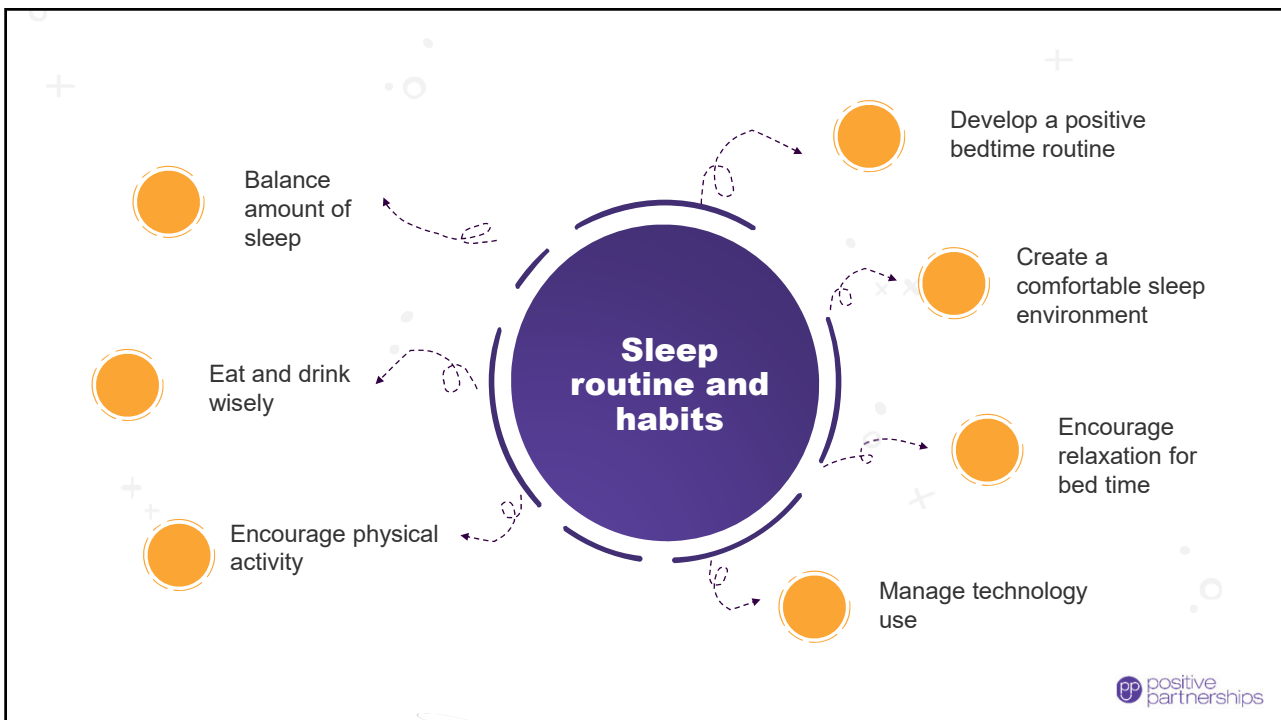 Develop a positive
bedtime routine
Balance
amount of
sleep
Create a
comfortable sleep
environment
Sleep
routine and
habits
Eat and drink
wisely
Encourage
relaxation for
bed time
Encourage physical
activity
Manage technology
use
pp positive
partnerships